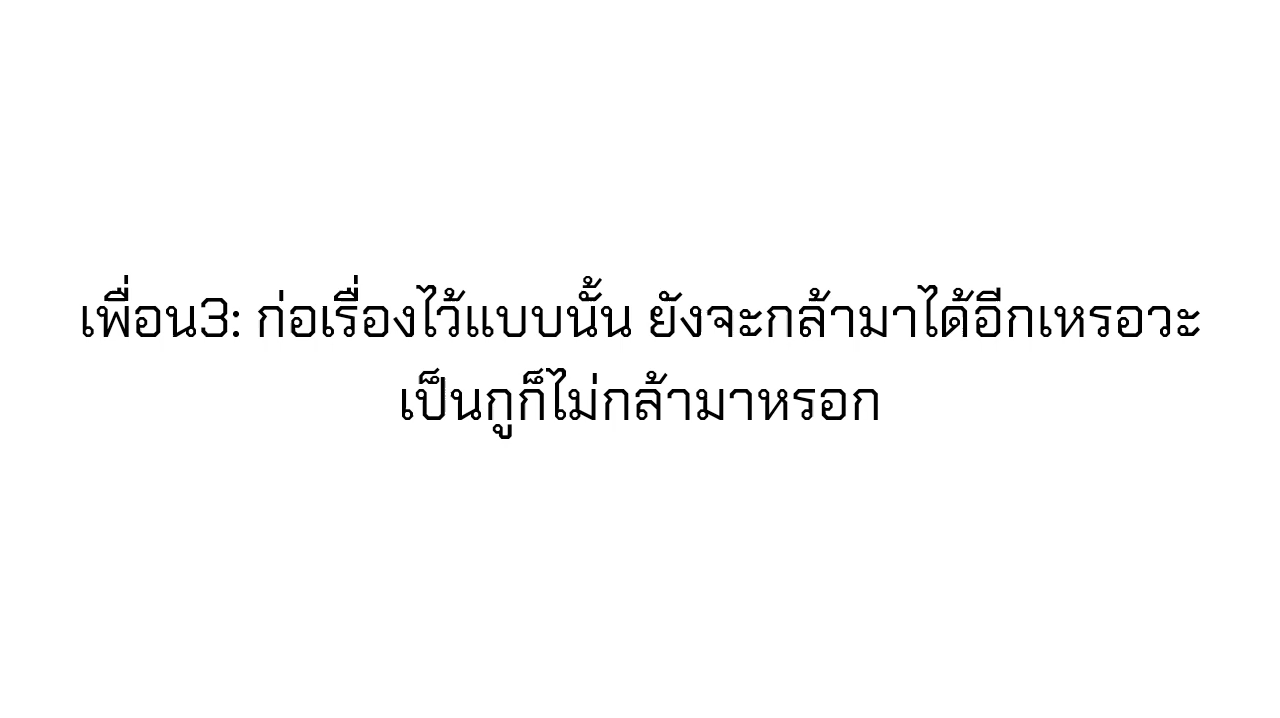 เพื่อน3: ก่อเรื่องไว้แบบนั้น ยังจะกล้ามาได้อีกเหรอวะ
เป็นกูก็ไม่กล้ามาหรอก